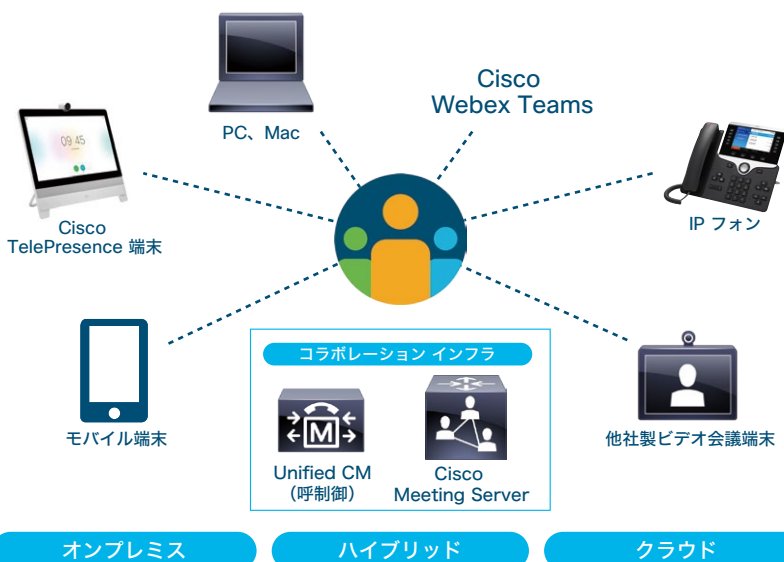 PC、Mac
Cisco
Webex Teams
09 45
Cisco
TelePresence 端末
IP フォン
コラボレーション インフラ
モバイル端末
M
Unified CM
（呼制御）
Cisco
Meeting Server
他社製ビデオ会議端末
オンプレミス
ハイブリッド
クラウド